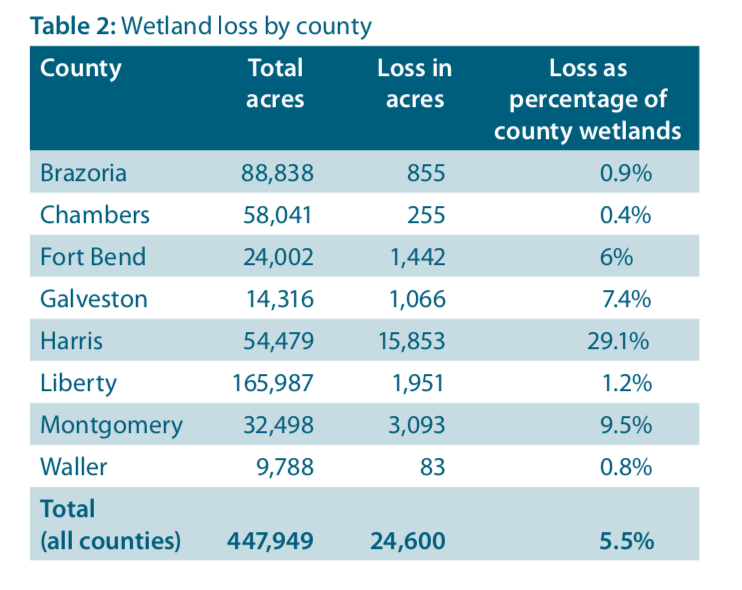 Table 2: Wetland loss by county
County Total acres Loss in acres Loss as percentage of county wetlands
Brazoria 88,838 855 0.9%
Chambers 58,041 255 0.4%
Fort Bend 24,002 1,442 6%
Galveston 14,316 1,066 7.4%
Harris 54,479 15,853 29.1%
Liberty 165,987 1,951 1.2%
Montgomery 32,498 3,093 9.5%
Waller 9,788 83 0.8%
Total
(all counties) 447,949 24,600 5.5%